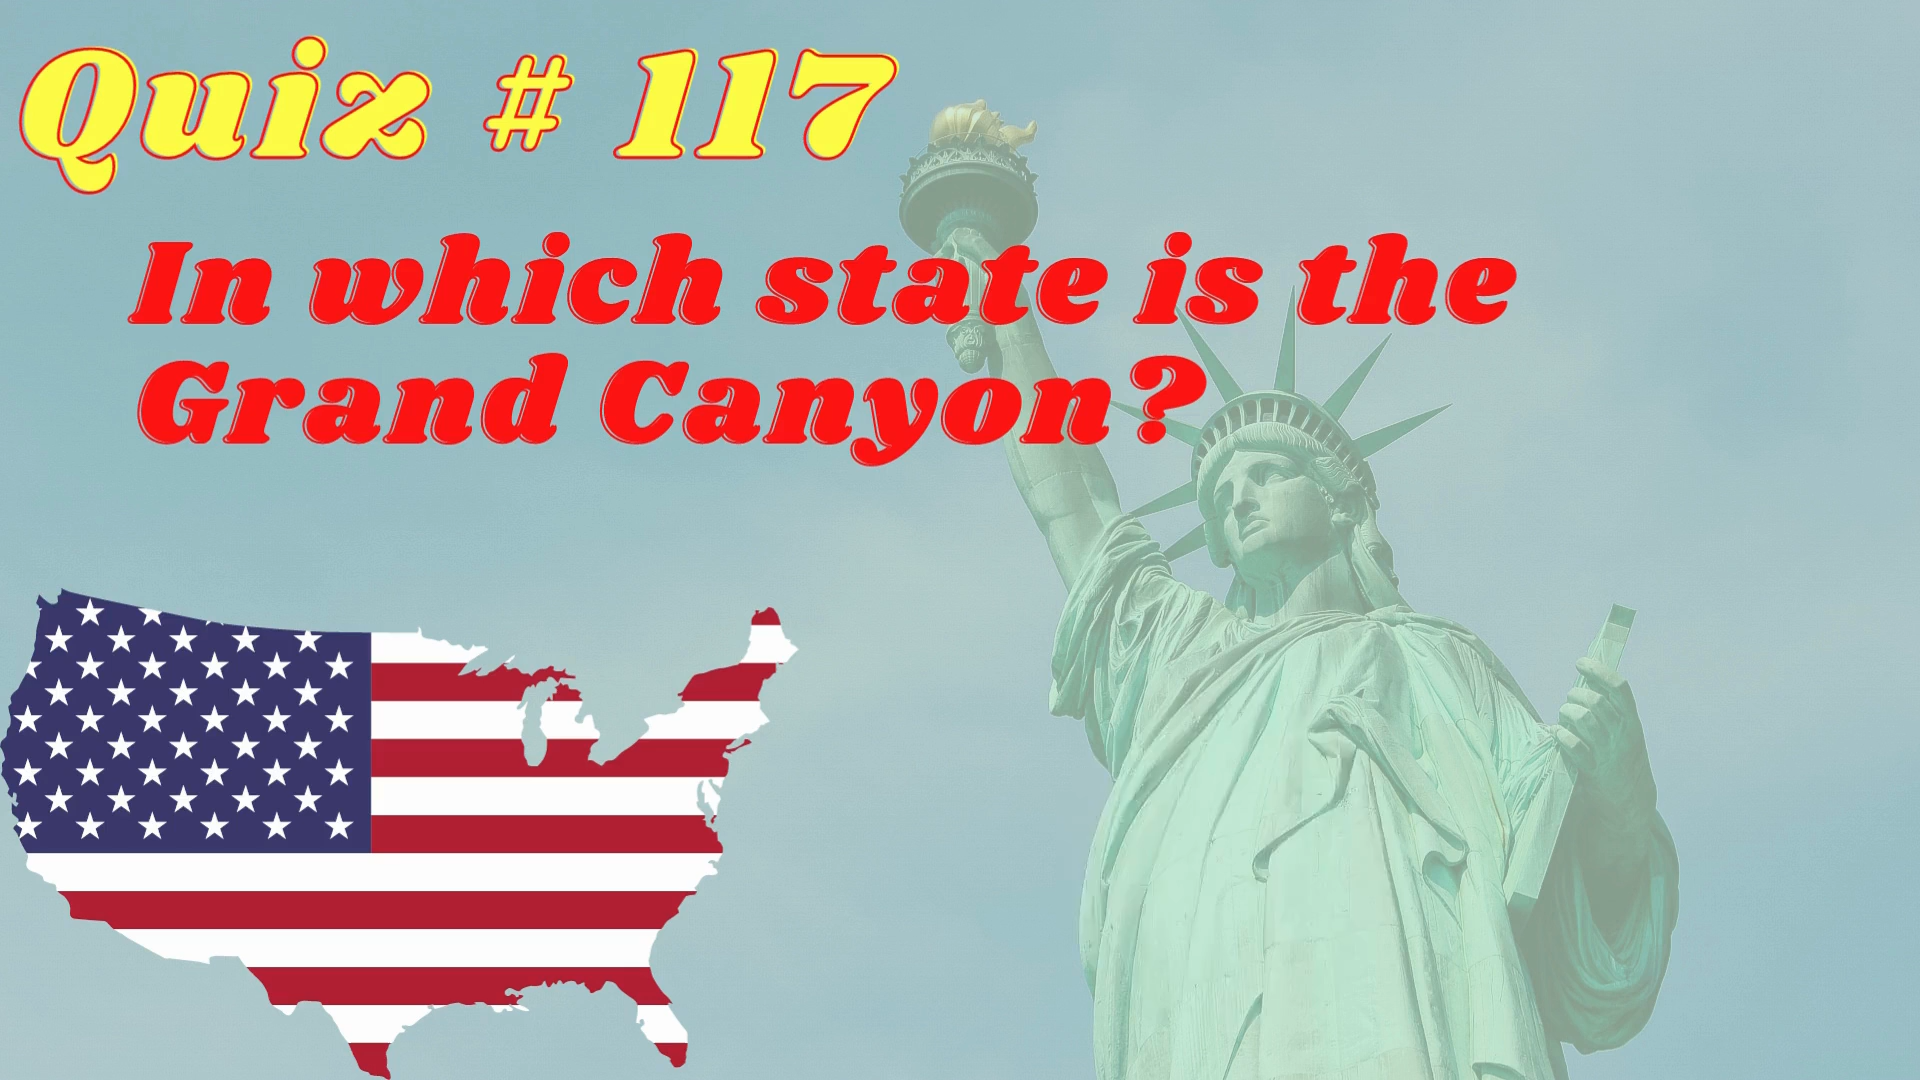 Quiz # 117
In which state is the
Grand Canyon?